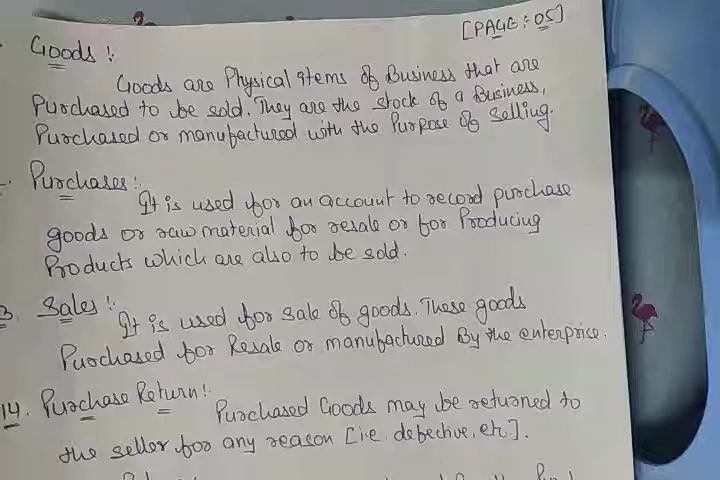 [PAGE: 05]
Goods :
Goods are Physical items of Business that are
Purchased to be sold. They are the stock of a Business,
Purchased or manufactured with the Purpose of Selling.
Purchases:
It is used for an account to record purchase
goods or raw material for resale or for Producing
Products which are also to be sold.
3. Sales :
It is used for sale of goods. These goods
Purchased for Resale or manufactured By the enterprise.
14. Purchase Return:
Purchased Goods may be returned to
the seller for any reason [i.e. defective, etc].